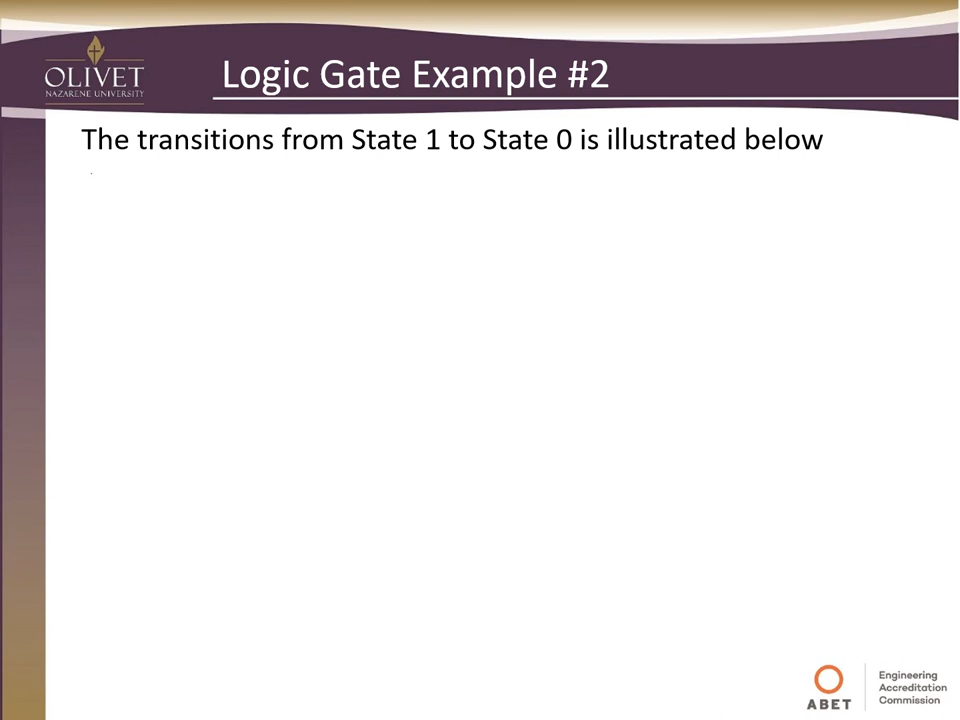 OLIVET
NAZARENE UNIVERSITY
Logic Gate Example #2
The transitions from State 1 to State 0 is illustrated below
ABET
Engineering
Accreditation
Commission